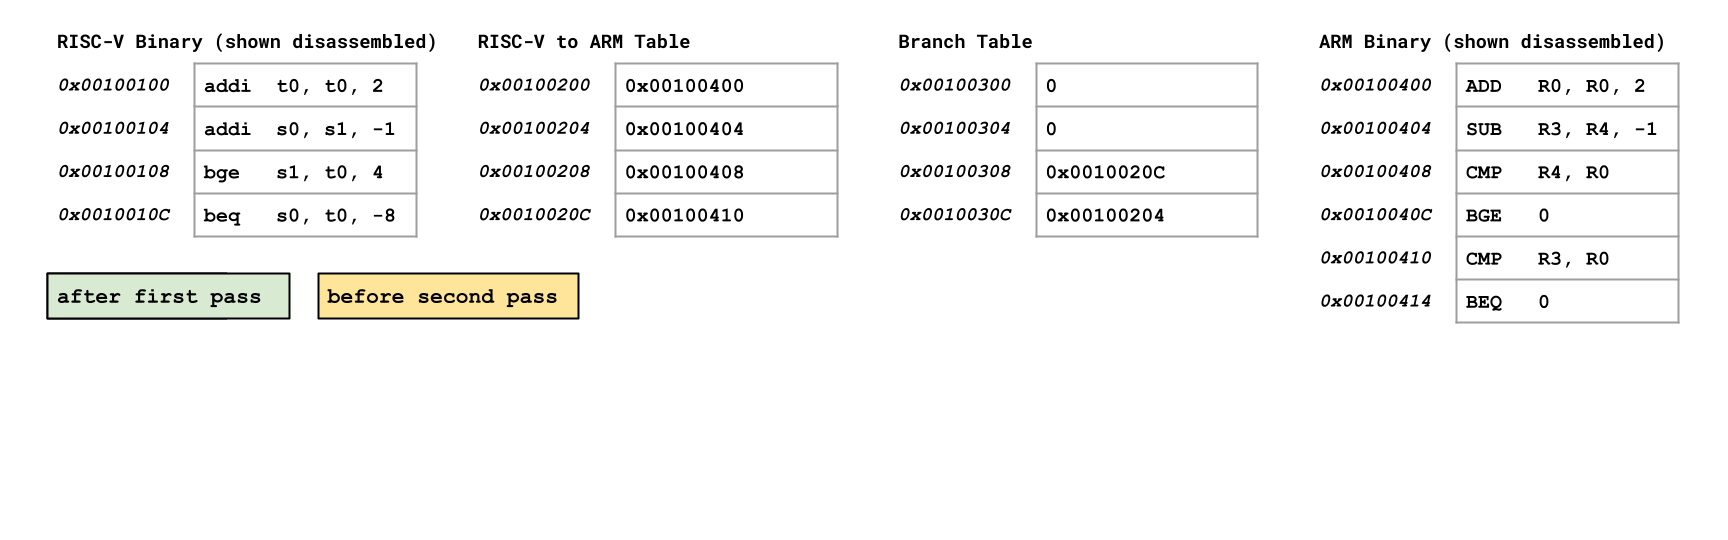 RISC-V Binary (shown disassembled) RISC-V to ARM Table Branch Table ARM Binary (shown disassembled)
0x00100100 addi t0, t0, 2 0x00100200 0x00100400 0x00100300 0 0x00100400 ADD R0, R0, 2
0x00100104 addi s0, s1, -1 0x00100204 0x00100404 0x00100304 0 0x00100404 SUB R3, R4, -1
0x00100108 bge s1, t0, 4 0x00100208 0x00100408 0x00100308 0x0010020C 0x00100408 CMP R4, R0
0x0010010C beq s0, t0, -8 0x0010020C 0x00100410 0x0010030C 0x00100204 0x0010040C BGE 0
0x00100410 CMP R3, R0
after first pass before second pass 0x00100414 BEQ 0